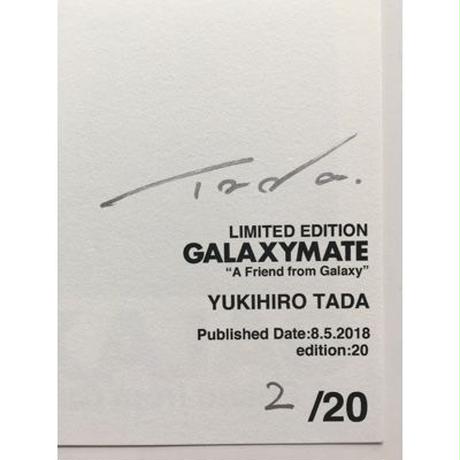 Tada.
LIMITED EDITION
GALAXYMATE
“A Friend from Galaxy”
YUKIHIRO TADA
Published Date:8.5.2018
edition:20
2 /20